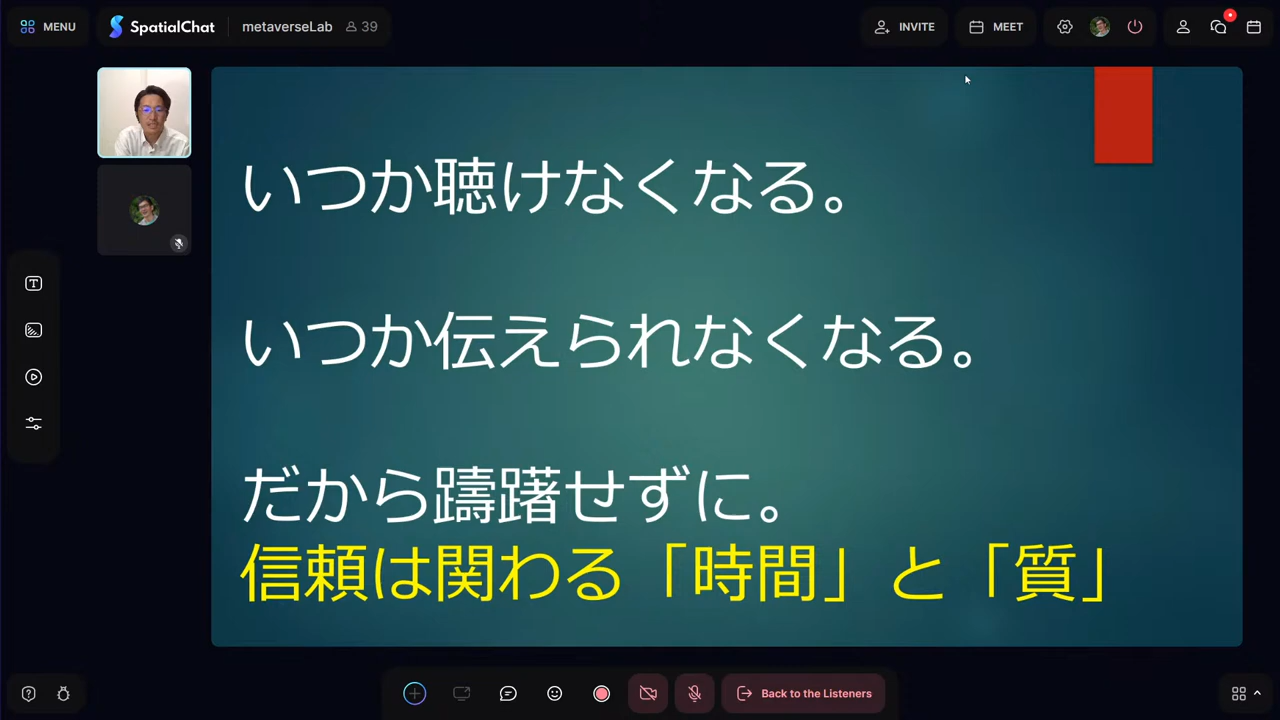 MENU
SpatialChat
metaverseLab
39
INVITE
MEET
いつか聴けなくなる。
いつか伝えられなくなる。
だから躊躇せずに。
信頼は関わる「時間」と「質」
Back to the Listeners